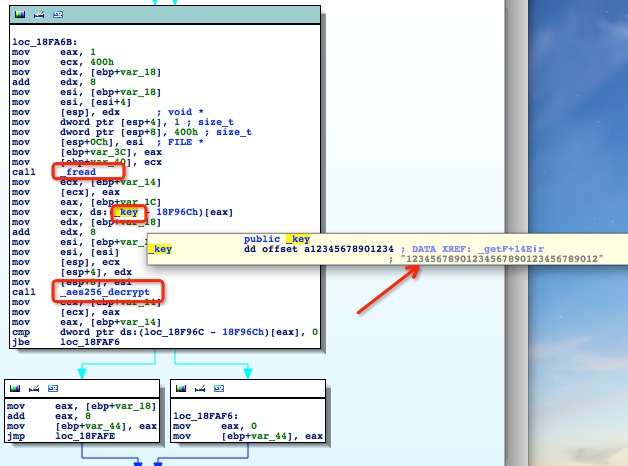 loc_18FA6B:
mov eax, 1
mov ecx, 400h
mov edx, [ebp+var_18]
add edx, 8
mov esi, [ebp+var_18]
mov esi, [esi+4]
mov [esp], edx ; void *
mov dword ptr [esp+4], 1 ; size_t
mov dword ptr [esp+8], 400h ; size_t
mov [esp+0Ch], esi ; FILE *
mov [ebp+var_3C], eax
mov [ebp+var_40], ecx
call _fread
mov ecx, [ebp+var_14]
mov [ecx], eax
mov eax, [ebp+var_1C]
mov ecx, ds:(_key - 18F96Ch)[eax]
mov edx, [ebp+var_18]
add edx, 8
mov esi, [ebp+var_1
mov esi, [esi]
mov [esp], ecx
mov [esp+4], edx
mov [esp+8], esi
call _aes256_decrypt
mov ecx, [ebp+var_14]
mov [ecx], eax
mov eax, [ebp+var_14]
cmp dword ptr ds:(loc_18F96C - 18F96Ch)[eax], 0
jbe loc_18FAF6
public _key
_key dd offset a12345678901234 ; DATA XREF: _getF+14E↑r
; "12345678901234567890123456789012"
mov eax, [ebp+var_18]
add eax, 8
mov [ebp+var_44], eax
jmp loc_18FAFE
loc_18FAF6:
mov eax, 0
mov [ebp+var_44], eax